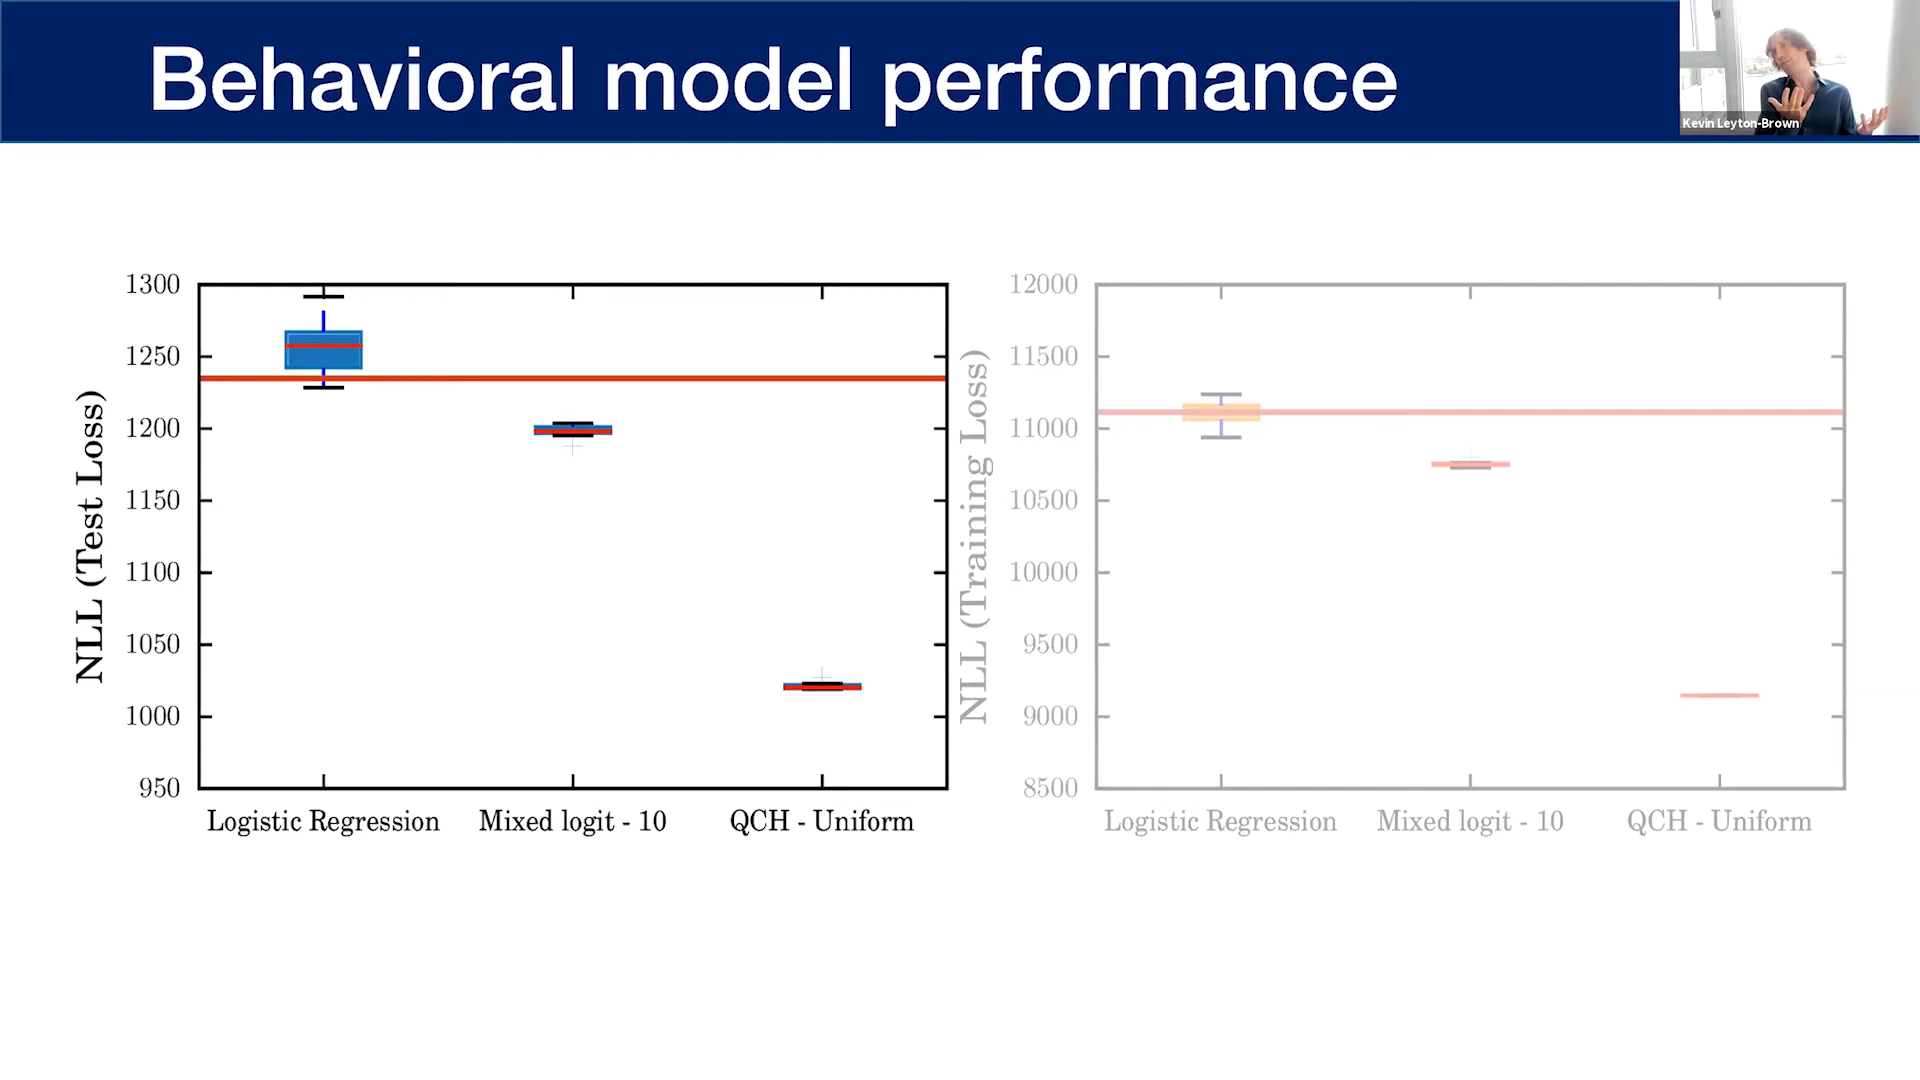 Behavioral model performance
Kevin Leyton-Brown
NLL (Test Loss)
1300
1250
1200
1150
1100
1050
1000
950
Logistic Regression
Mixed logit - 10
QCH - Uniform
NLL (Training Loss)
12000
11500
11000
10500
10000
9500
9000
8500
Logistic Regression
Mixed logit - 10
QCH - Uniform